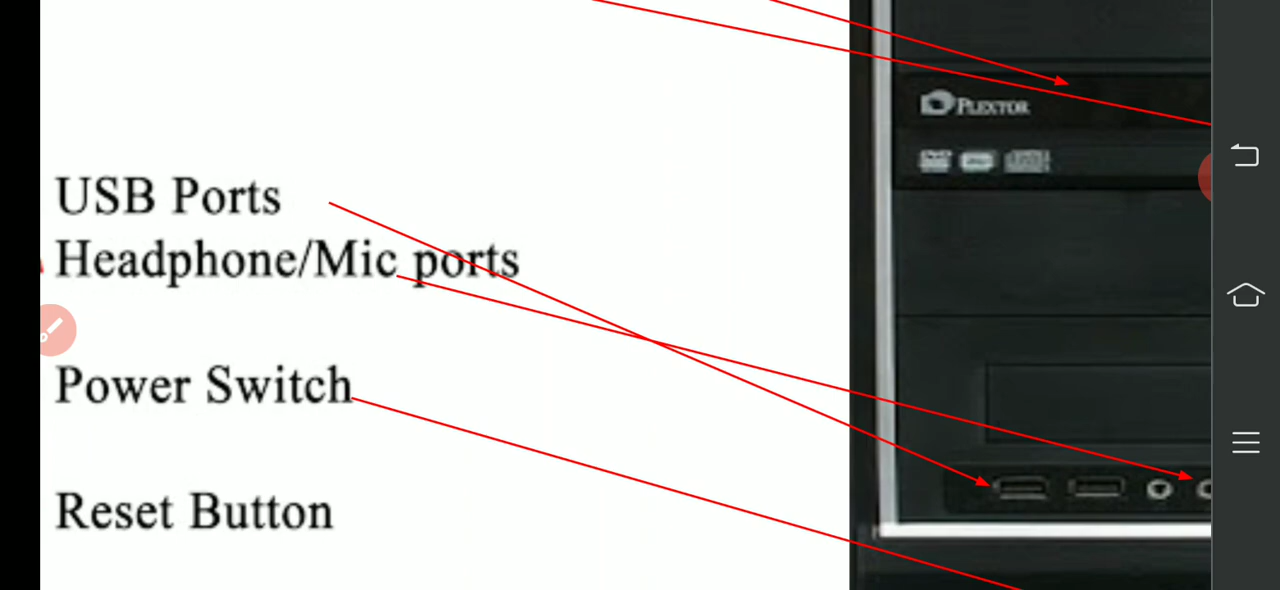 PLEXTOR
USB Ports
Headphone/Mic ports
Power Switch
Reset Button